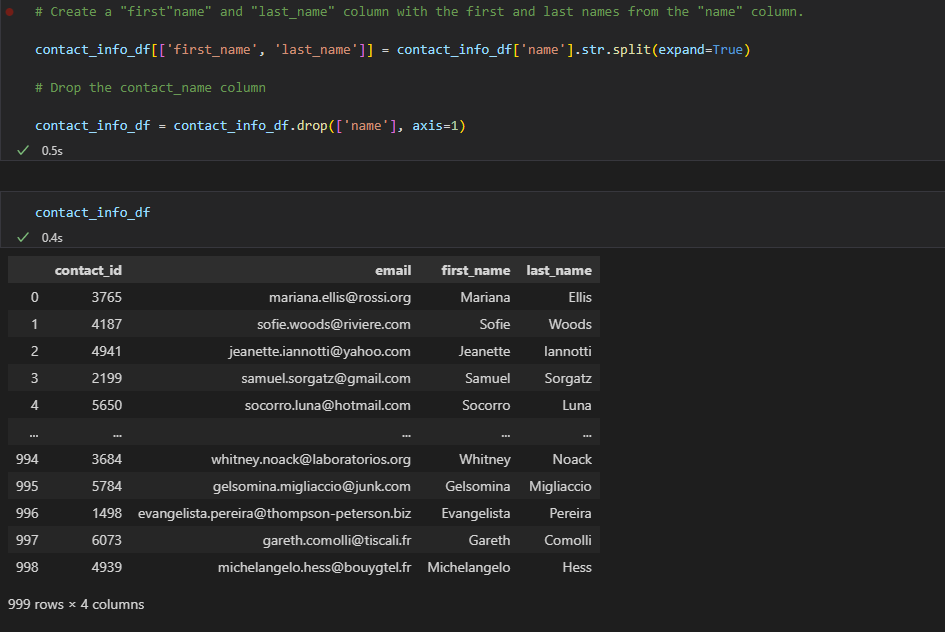 # Create a "first"name" and "last_name" column with the first and last names from the "name" column.
contact_info_df[['first_name', 'last_name']] = contact_info_df['name'].str.split(expand=True)
# Drop the contact_name column
contact_info_df = contact_info_df.drop(['name'], axis=1)
0.5s
contact_info_df
0.4s
contact_id email first_name last_name
0 3765 mariana.ellis@rossi.org Mariana Ellis
1 4187 sofie.woods@riviere.com Sofie Woods
2 4941 jeanette.iannotti@yahoo.com Jeanette Iannotti
3 2199 samuel.sorgatz@gmail.com Samuel Sorgatz
4 5650 socorro.luna@hotmail.com Socorro Luna
... ... ... ... ...
994 3684 whitney.noack@laboratorios.org Whitney Noack
995 5784 gelsomina.migliaccio@junk.com Gelsomina Migliaccio
996 1498 evangelista.pereira@thompson-peterson.biz Evangelista Pereira
997 6073 gareth.comolli@tiscali.fr Gareth Comolli
998 4939 michelangelo.hess@bouygtel.fr Michelangelo Hess
999 rows × 4 columns